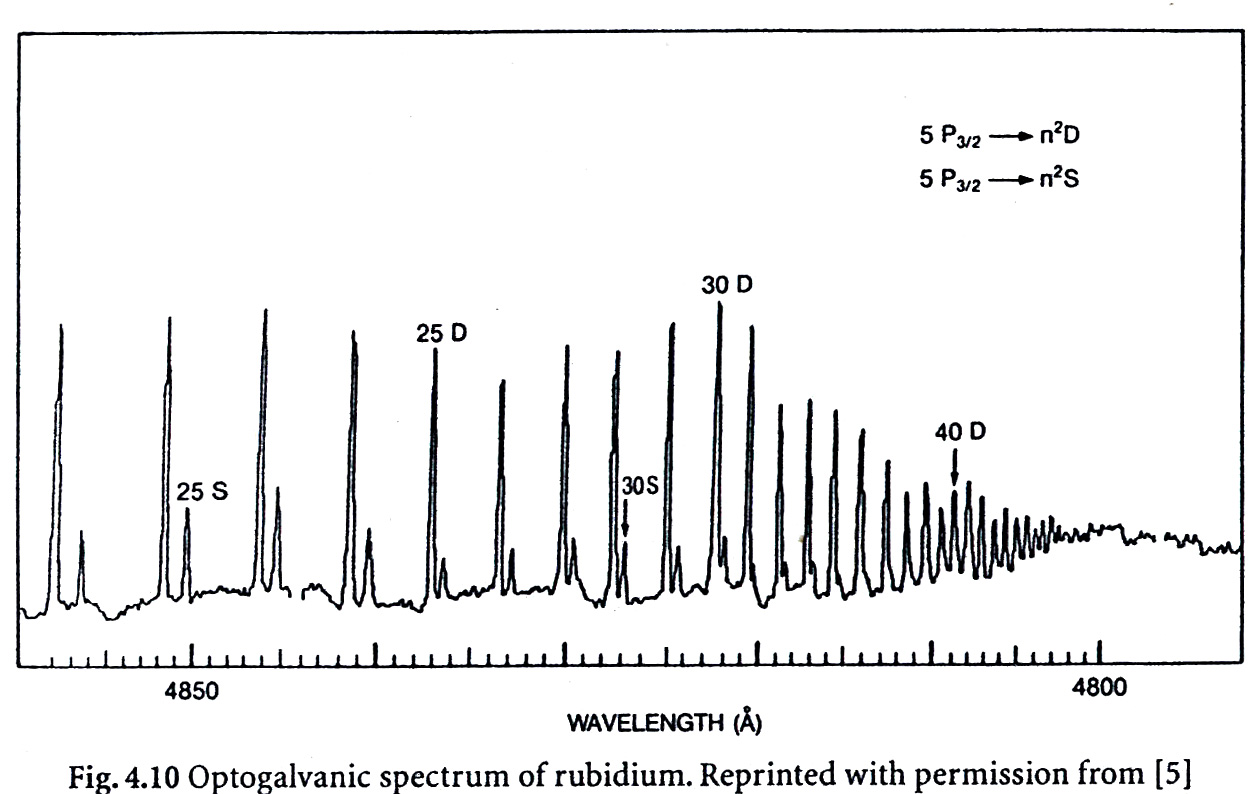 5 P3/2 → n²D
5 P3/2 → n²S
30 D
25 D
40 D
25 S
30S
4850
4800
WAVELENGTH (Å)
Fig. 4.10 Optogalvanic spectrum of rubidium. Reprinted with permission from [5]